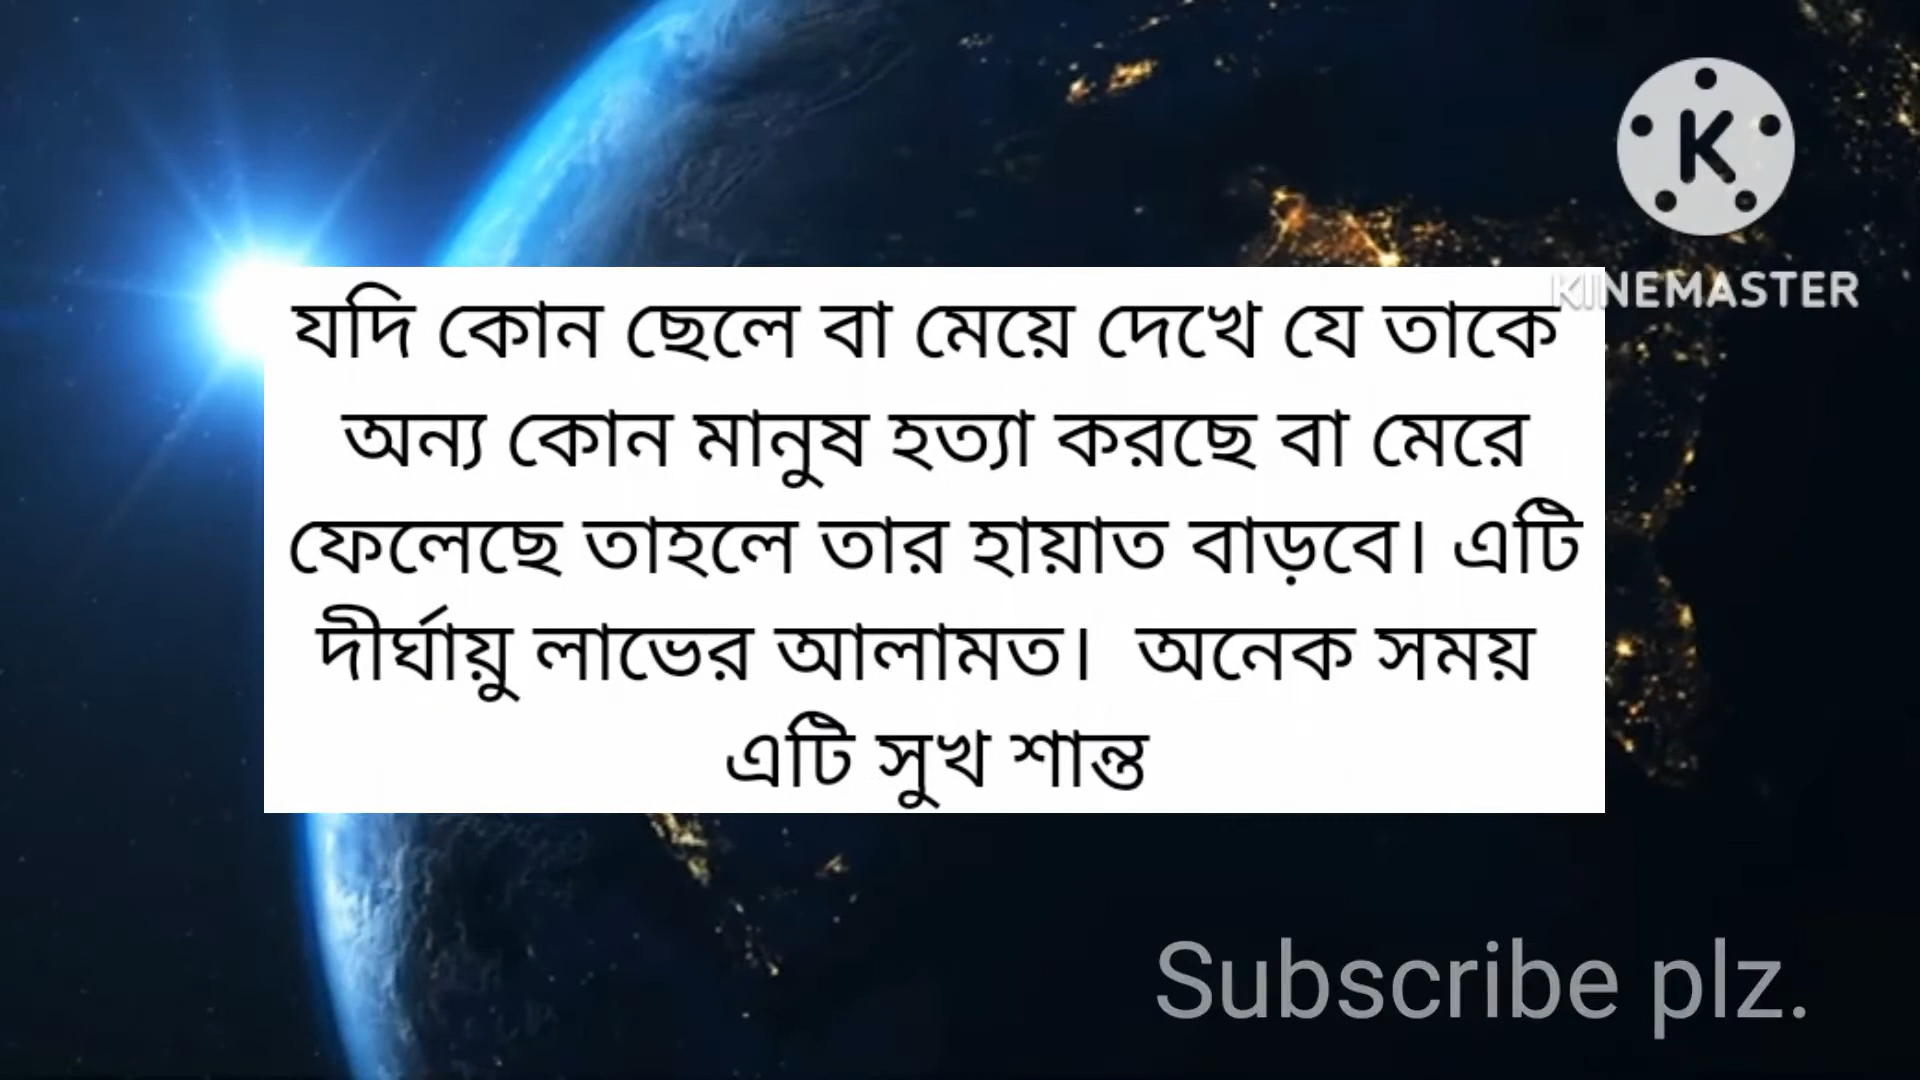 যদি কোন ছেলে বা মেয়ে দেখে যে তাকে
অন্য কোন মানুষ হত্যা করছে বা মেরে
ফেলেছে তাহলে তার হায়াত বাড়বে। এটি
দীর্ঘায়ু লাভের আলামত। অনেক সময়
এটি সুখ শান্ত
K
KINEMASTER
Subscribe plz.